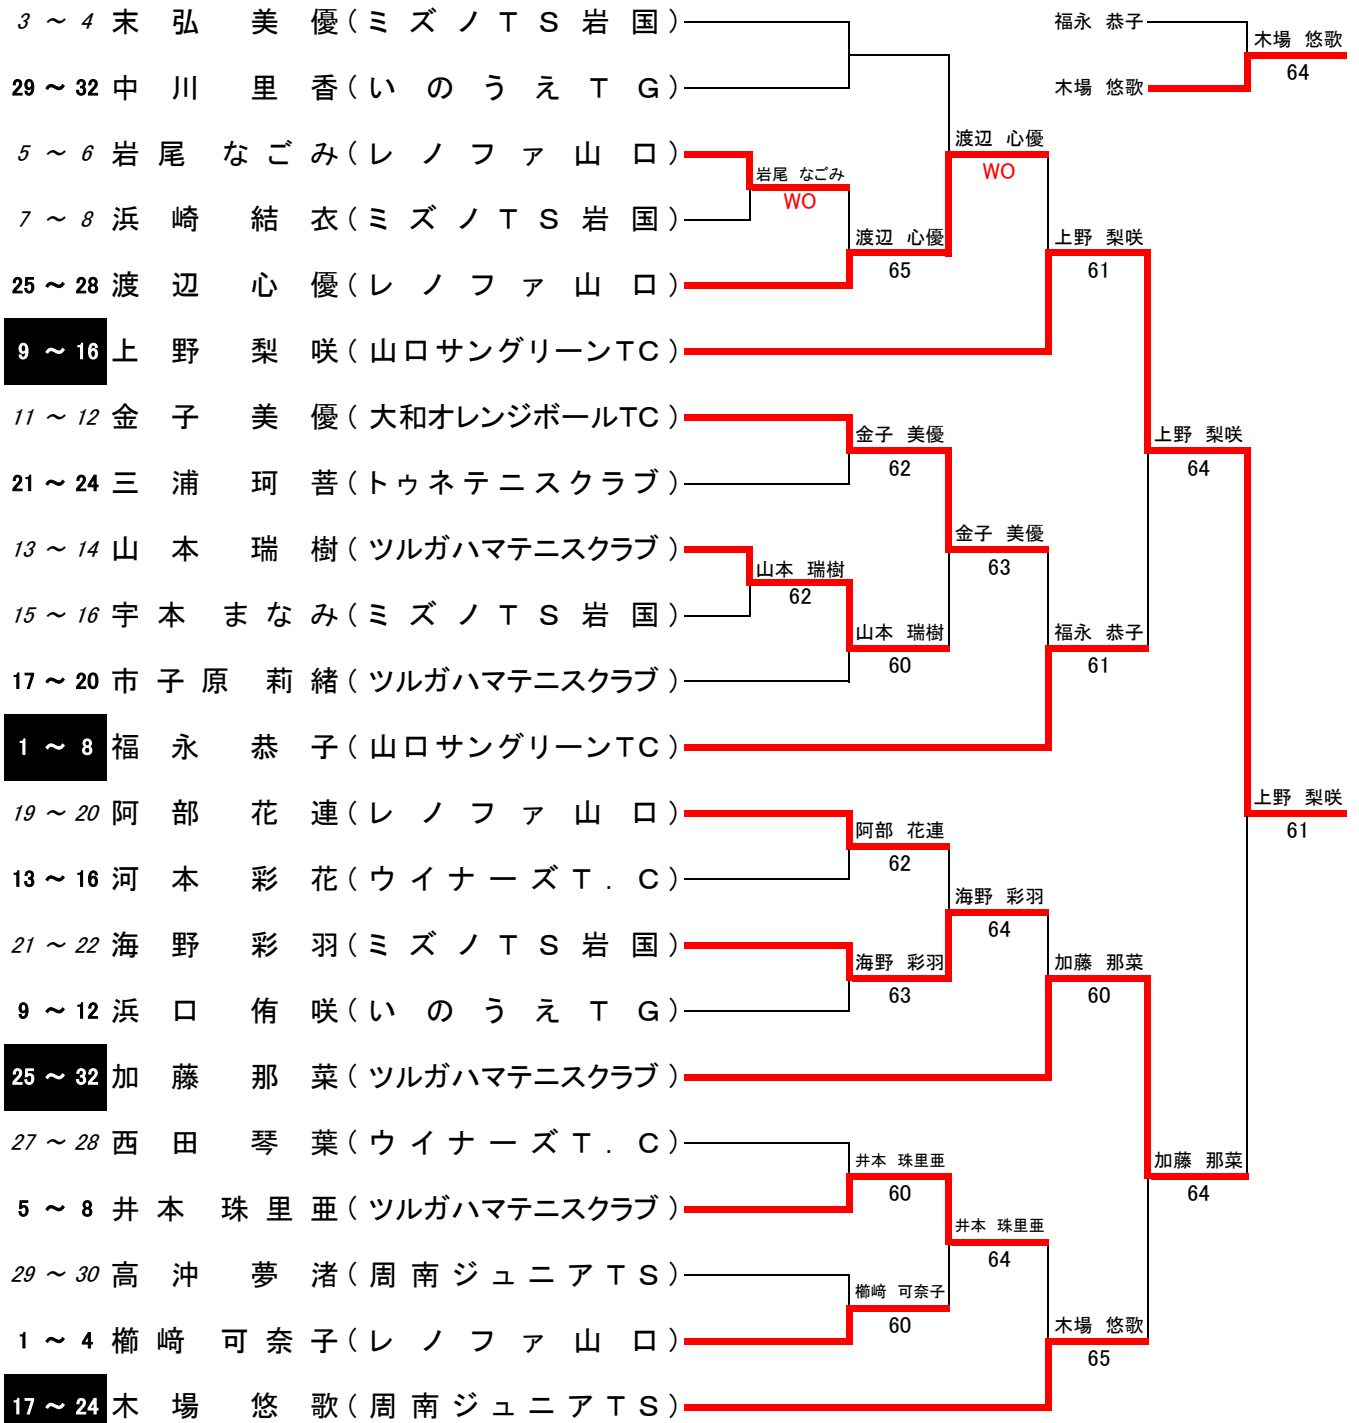 3 ～ 4 末弘 美優(ミズノTS岩国)
福永 恭子
木場 悠歌
64
29 ～ 32 中川 里香(いのうえTG)
木場 悠歌
5 ～ 6 岩尾 なごみ(レノファ山口)
渡辺 心優
WO
岩尾 なごみ
WO
7 ～ 8 浜崎 結衣(ミズノTS岩国)
渡辺 心優
65
上野 梨咲
61
25 ～ 28 渡辺 心優(レノファ山口)
9 ～ 16 上野 梨咲(山口サングリーンTC)
11 ～ 12 金子 美優(大和オレンジボールTC)
金子 美優
62
上野 梨咲
64
21 ～ 24 三浦 珂菩(トゥネテニスクラブ)
13 ～ 14 山本 瑞樹(ツルガハマテニスクラブ)
金子 美優
63
山本 瑞樹
62
15 ～ 16 宇本 まなみ(ミズノTS岩国)
山本 瑞樹
60
福永 恭子
61
17 ～ 20 市子原 莉緒(ツルガハマテニスクラブ)
1 ～ 8 福永 恭子(山口サングリーンTC)
上野 梨咲
61
19 ～ 20 阿部 花連(レノファ山口)
阿部 花連
62
13 ～ 16 河本 彩花(ウイナーズT.C)
海野 彩羽
64
21 ～ 22 海野 彩羽(ミズノTS岩国)
海野 彩羽
63
加藤 那菜
60
9 ～ 12 浜口 侑咲(いのうえTG)
25 ～ 32 加藤 那菜(ツルガハマテニスクラブ)
27 ～ 28 西田 琴葉(ウイナーズT.C)
井本 珠里亜
60
加藤 那菜
64
5 ～ 8 井本 珠里亜(ツルガハマテニスクラブ)
井本 珠里亜
64
29 ～ 30 高沖 夢渚(周南ジュニアTS)
櫛﨑 可奈子
60
1 ～ 4 櫛﨑 可奈子(レノファ山口)
木場 悠歌
65
17 ～ 24 木場 悠歌(周南ジュニアTS)